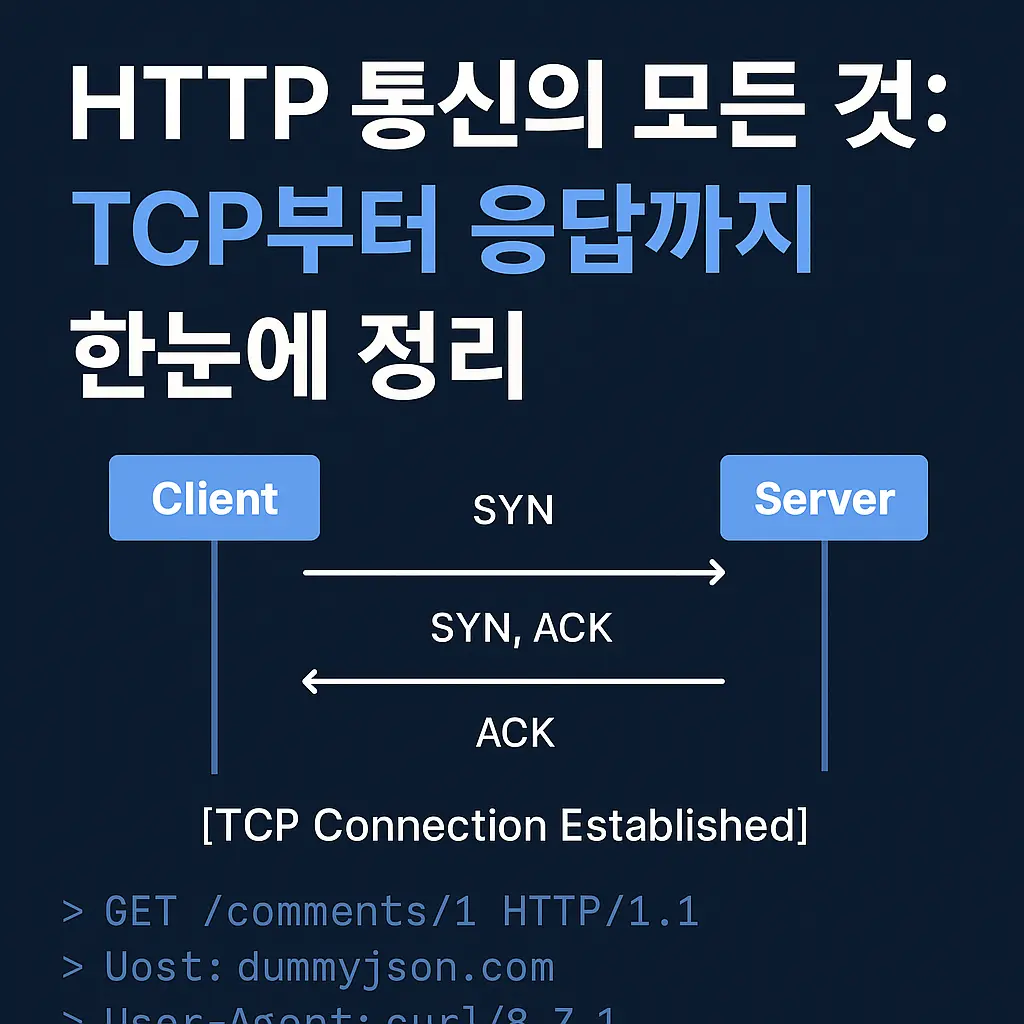 HTTP 통신의 모든 것:
TCP부터 응답까지
한눈에 정리
Client
Server
SYN
SYN, ACK
ACK
[TCP Connection Established]
> GET /comments/1 HTTP/1.1
> Uost: dummyjson.com
> User-Agent: curl/8.7.1